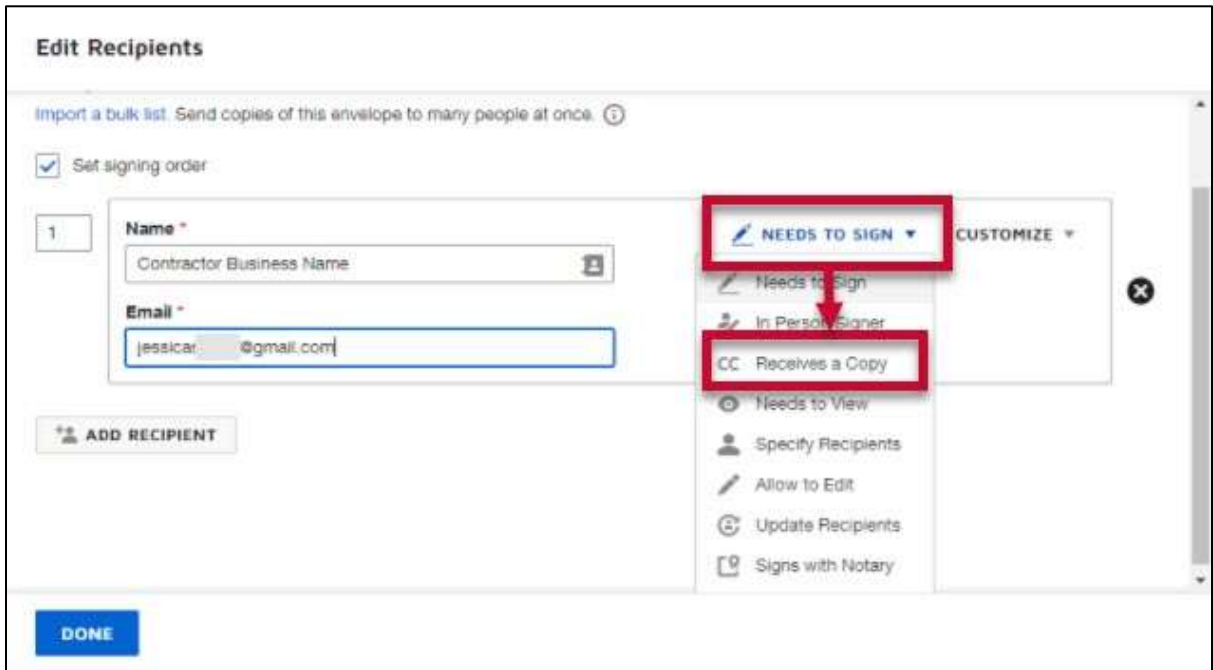 Edit Recipients
Import a bulk list. Send copies of this envelope to many people at once.
Set signing order
1
Name *
NEEDS TO SIGN
CUSTOMIZE
Contractor Business Name
Needs to Sign
Email *
In Person Signer
jessicar @gmail.com
CC Receives a Copy
Needs to View
ADD RECIPIENT
Specify Recipients
Allow to Edit
Update Recipients
Signs with Notary
DONE